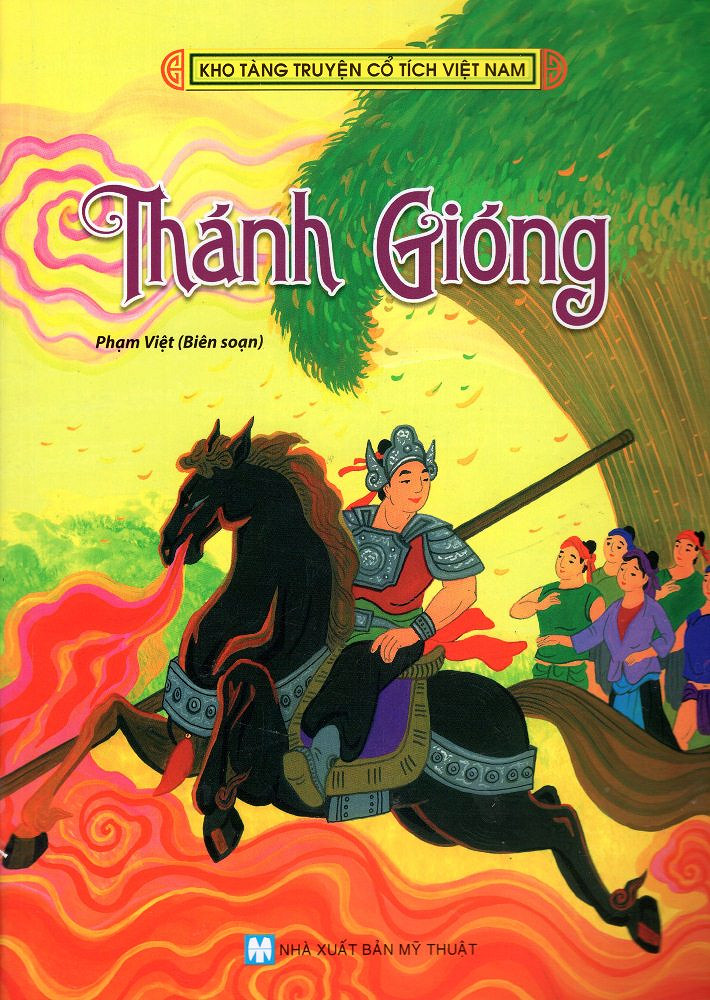 KHO TÀNG TRUYỆN CỔ TÍCH VIỆT NAM
Thánh Gióng
Phạm Việt (Biên soạn)
NHÀ XUẤT BẢN MỸ THUẬT